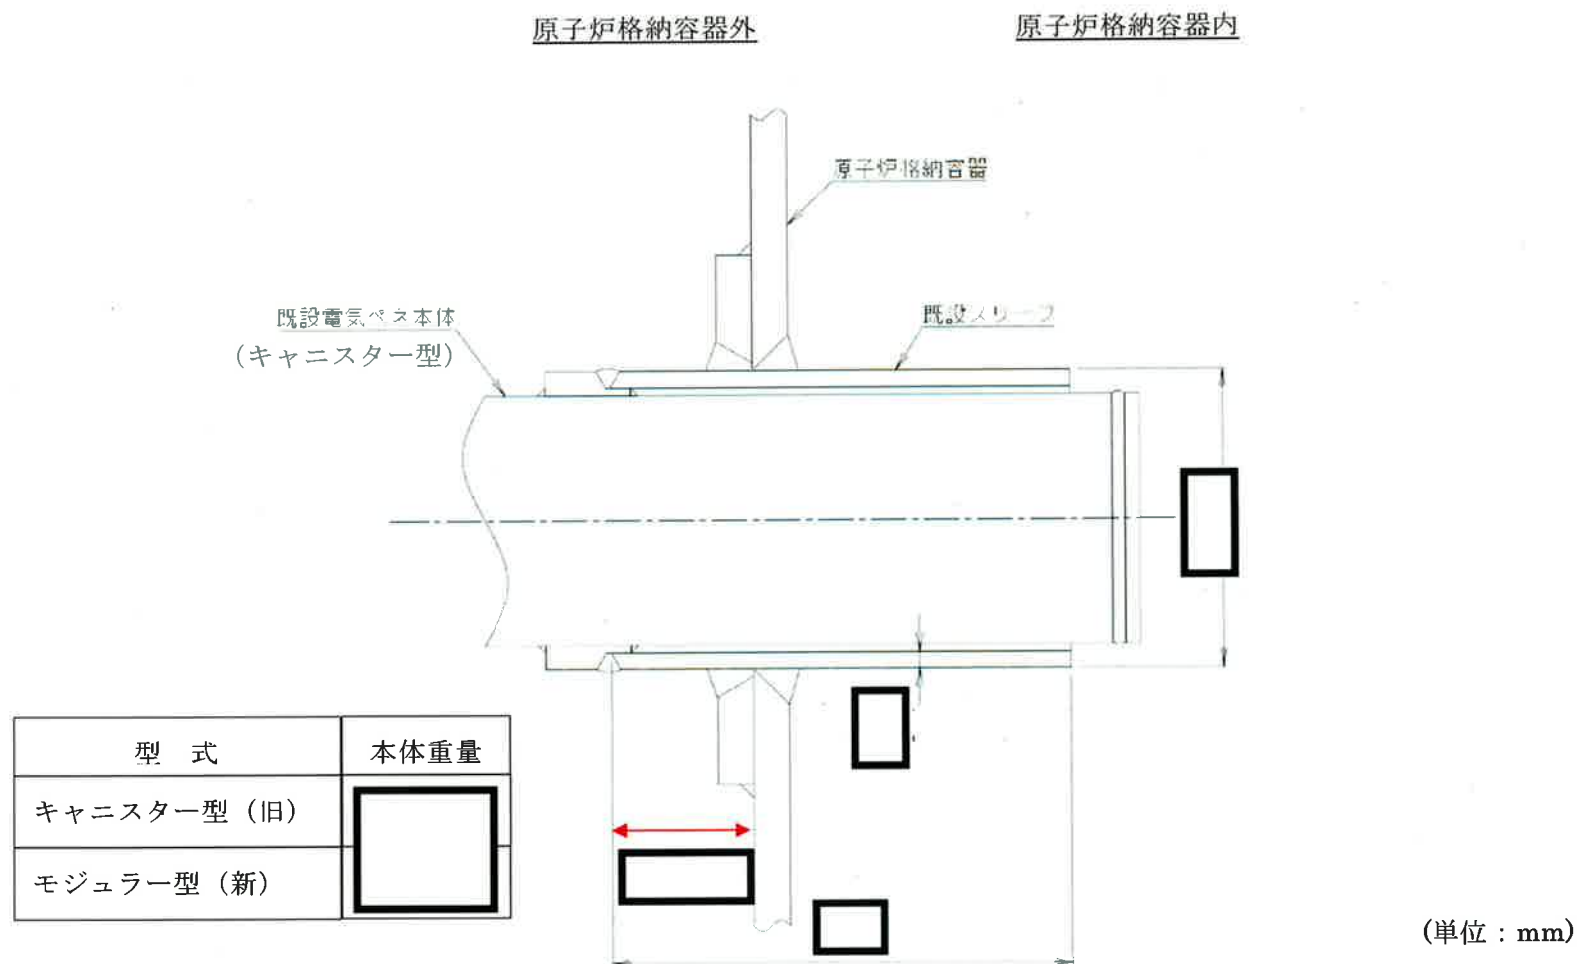 原子炉格納容器外
原子炉格納容器内
原子炉格納容器
既設電気ペネ本体
(キャニスター型)
既設スリーブ
型 式
本体重量
キャニスター型（旧）
モジュラー型（新）
(単位：mm)